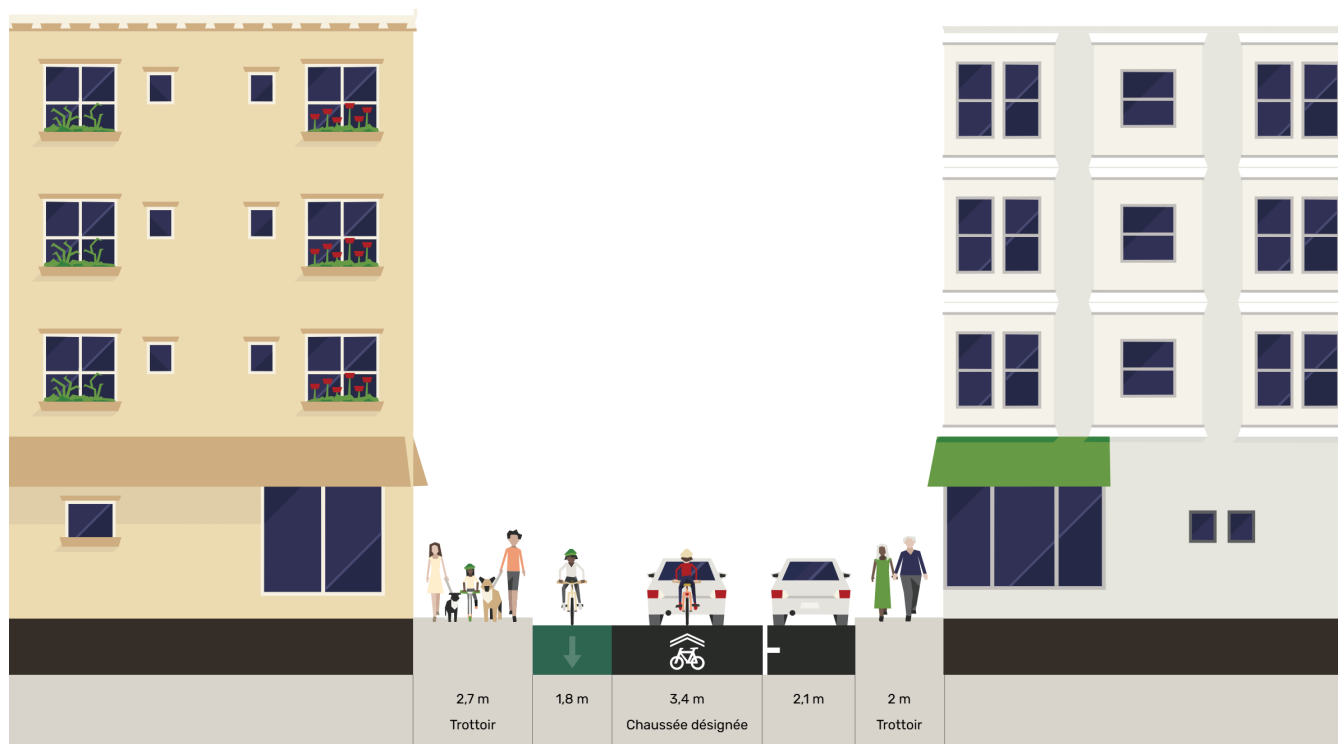 2,7 m
Trottoir
1,8 m
3,4 m
Chaussée désignée
2,1 m
2 m
Trottoir